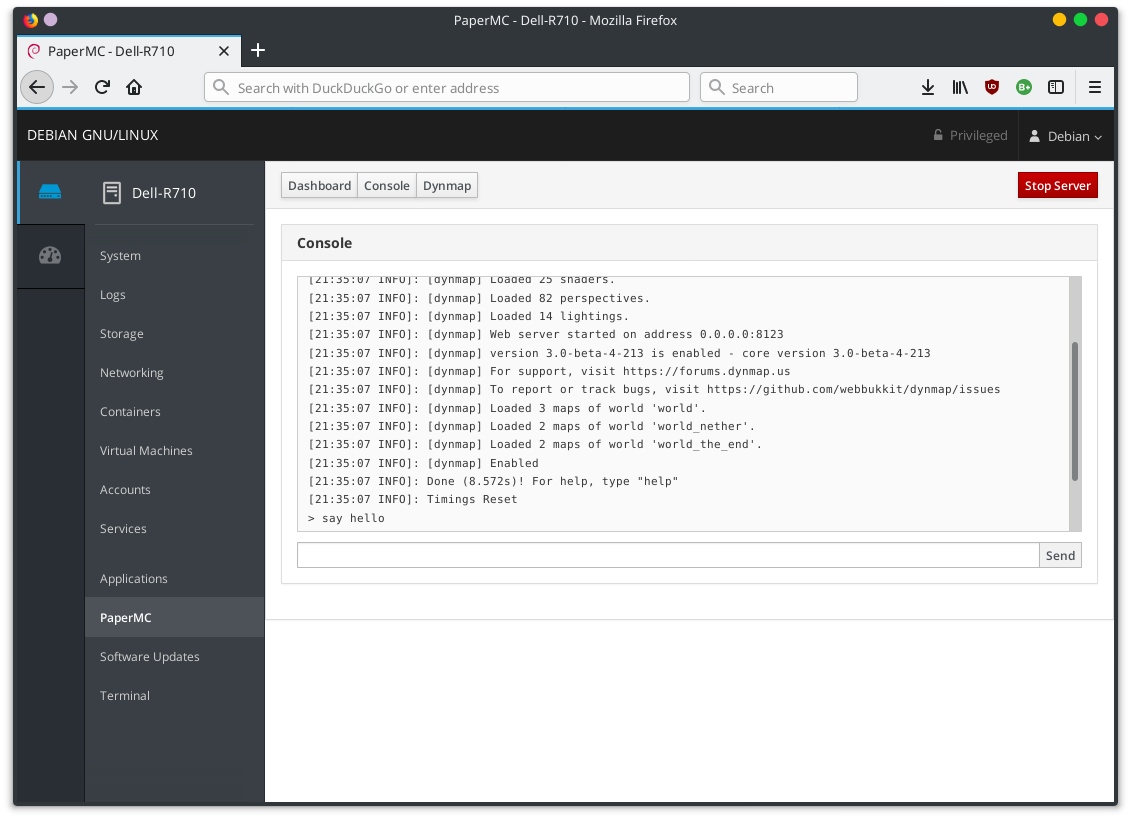 PaperMC - Dell-R710 - Mozilla Firefox
PaperMC - Dell-R710
Search with DuckDuckGo or enter address
Search
DEBIAN GNU/LINUX
Privileged
Debian
Dell-R710
System
Logs
Storage
Networking
Containers
Virtual Machines
Accounts
Services
Applications
PaperMC
Software Updates
Terminal
Dashboard Console Dynmap
Stop Server
Console
[21:35:07 INFO]: [dynmap] Loaded 25 shaders.
[21:35:07 INFO]: [dynmap] Loaded 82 perspectives.
[21:35:07 INFO]: [dynmap] Loaded 14 lightings.
[21:35:07 INFO]: [dynmap] Web server started on address 0.0.0.0:8123
[21:35:07 INFO]: [dynmap] version 3.0-beta-4-213 is enabled - core version 3.0-beta-4-213
[21:35:07 INFO]: [dynmap] For support, visit https://forums.dynmap.us
[21:35:07 INFO]: [dynmap] To report or track bugs, visit https://github.com/webbukkit/dynmap/issues
[21:35:07 INFO]: [dynmap] Loaded 3 maps of world 'world'.
[21:35:07 INFO]: [dynmap] Loaded 2 maps of world 'world_nether'.
[21:35:07 INFO]: [dynmap] Loaded 2 maps of world 'world_the_end'.
[21:35:07 INFO]: [dynmap] Enabled
[21:35:07 INFO]: Done (8.572s)! For help, type "help"
[21:35:07 INFO]: Timings Reset
> say hello
Send